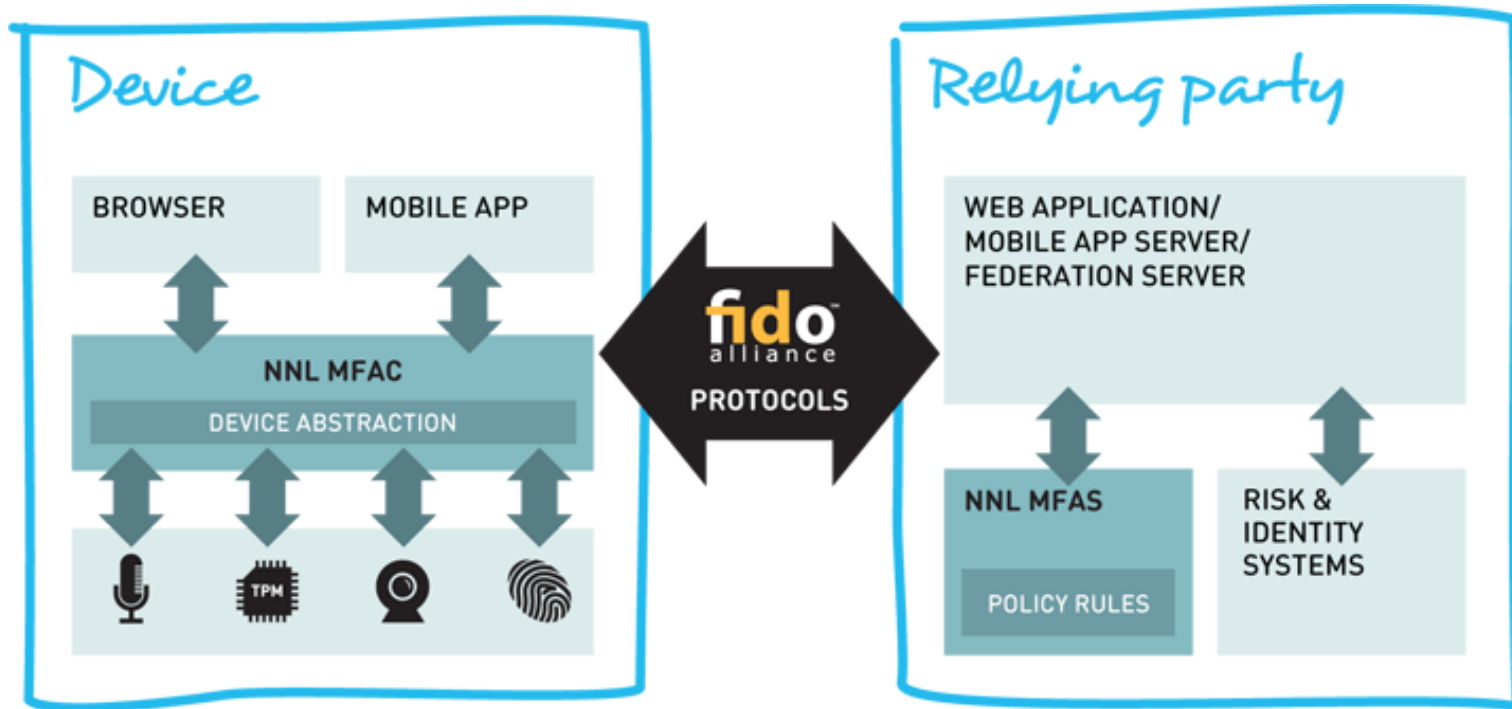 Device
BROWSER
MOBILE APP
NNL MFAC
DEVICE ABSTRACTION
TPM
fido™
alliance
PROTOCOLS
Relying party
WEB APPLICATION/
MOBILE APP SERVER/
FEDERATION SERVER
NNL MFAS
POLICY RULES
RISK &
IDENTITY
SYSTEMS